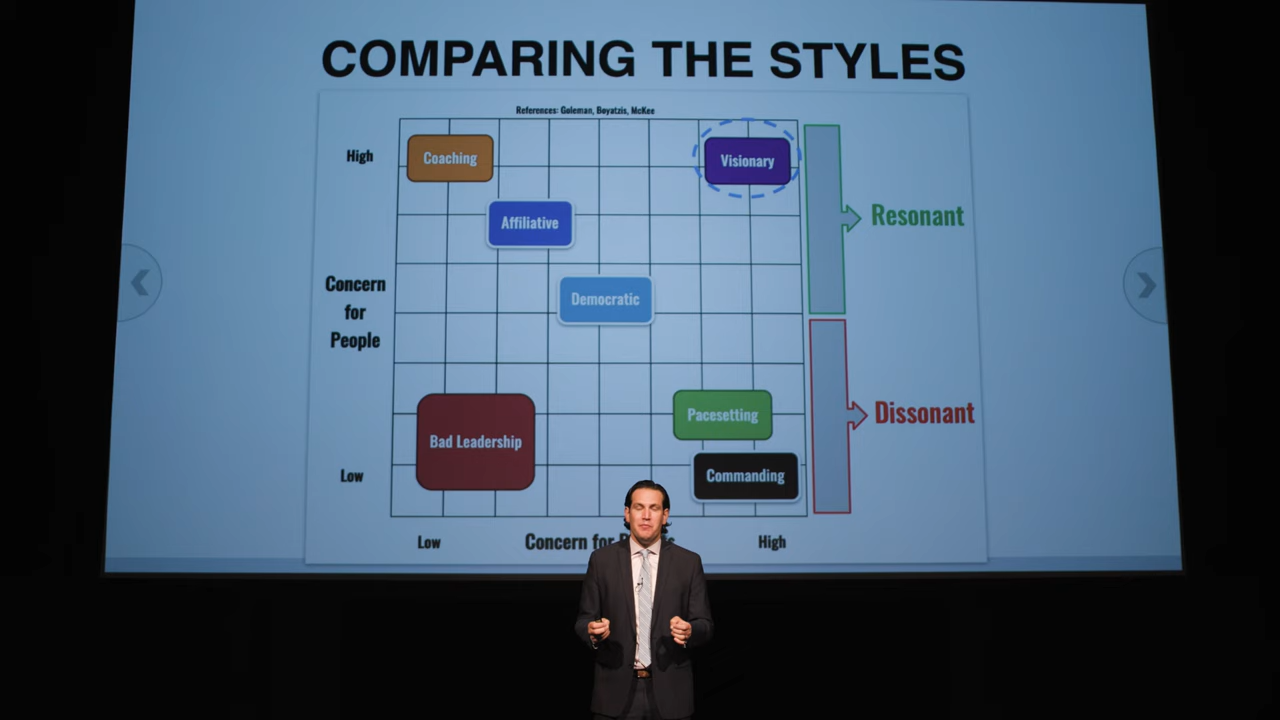 COMPARING THE STYLES
References: Goleman, Boyatzis, McKee
High
Coaching
Visionary
Affiliative
Resonant
Concern
for
People
Democratic
Pacesetting
Dissonant
Bad Leadership
Low
Commanding
Low
Concern for
High